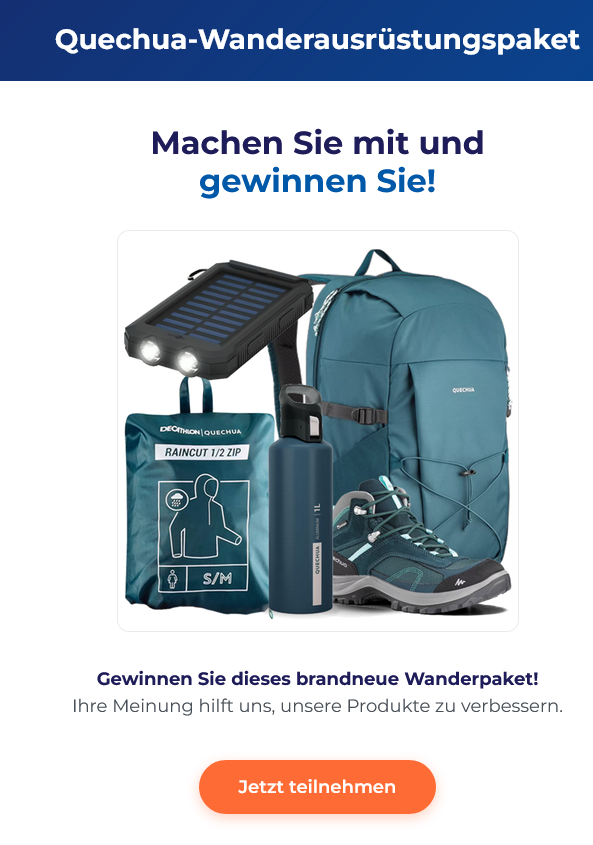 Quechua-Wanderausrüstungspaket
Machen Sie mit und
gewinnen Sie!
QUECHUA
DECATHLON | QUECHUA
RAINCUT 1/2 ZIP
S/M
QUECHUA
1L
Gewinnen Sie dieses brandneue Wanderpaket!
Ihre Meinung hilft uns, unsere Produkte zu verbessern.
Jetzt teilnehmen